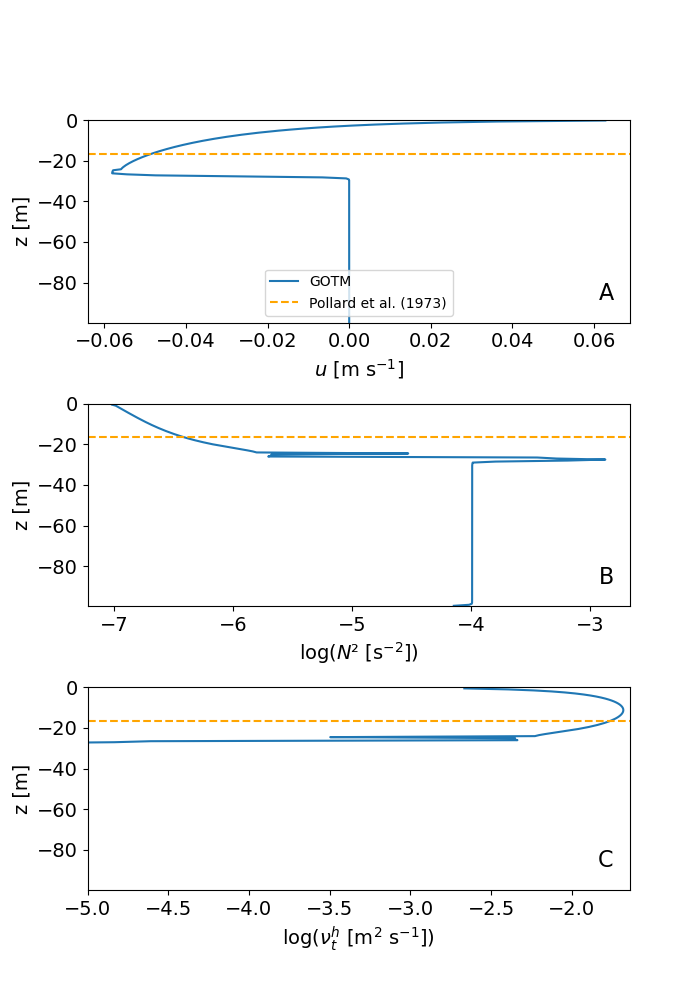 0
−20
−40
−60
−80
z [m]
GOTM
Pollard et al. (1973)
A
−0.06 −0.04 −0.02 0.00 0.02 0.04 0.06
u [m s⁻¹]
0
−20
−40
−60
−80
z [m]
B
−7 −6 −5 −4 −3
log(N² [s⁻²])
0
−20
−40
−60
−80
z [m]
C
-5.0 -4.5 -4.0 -3.5 -3.0 -2.5 -2.0
log(νₜʰ [m² s⁻¹])